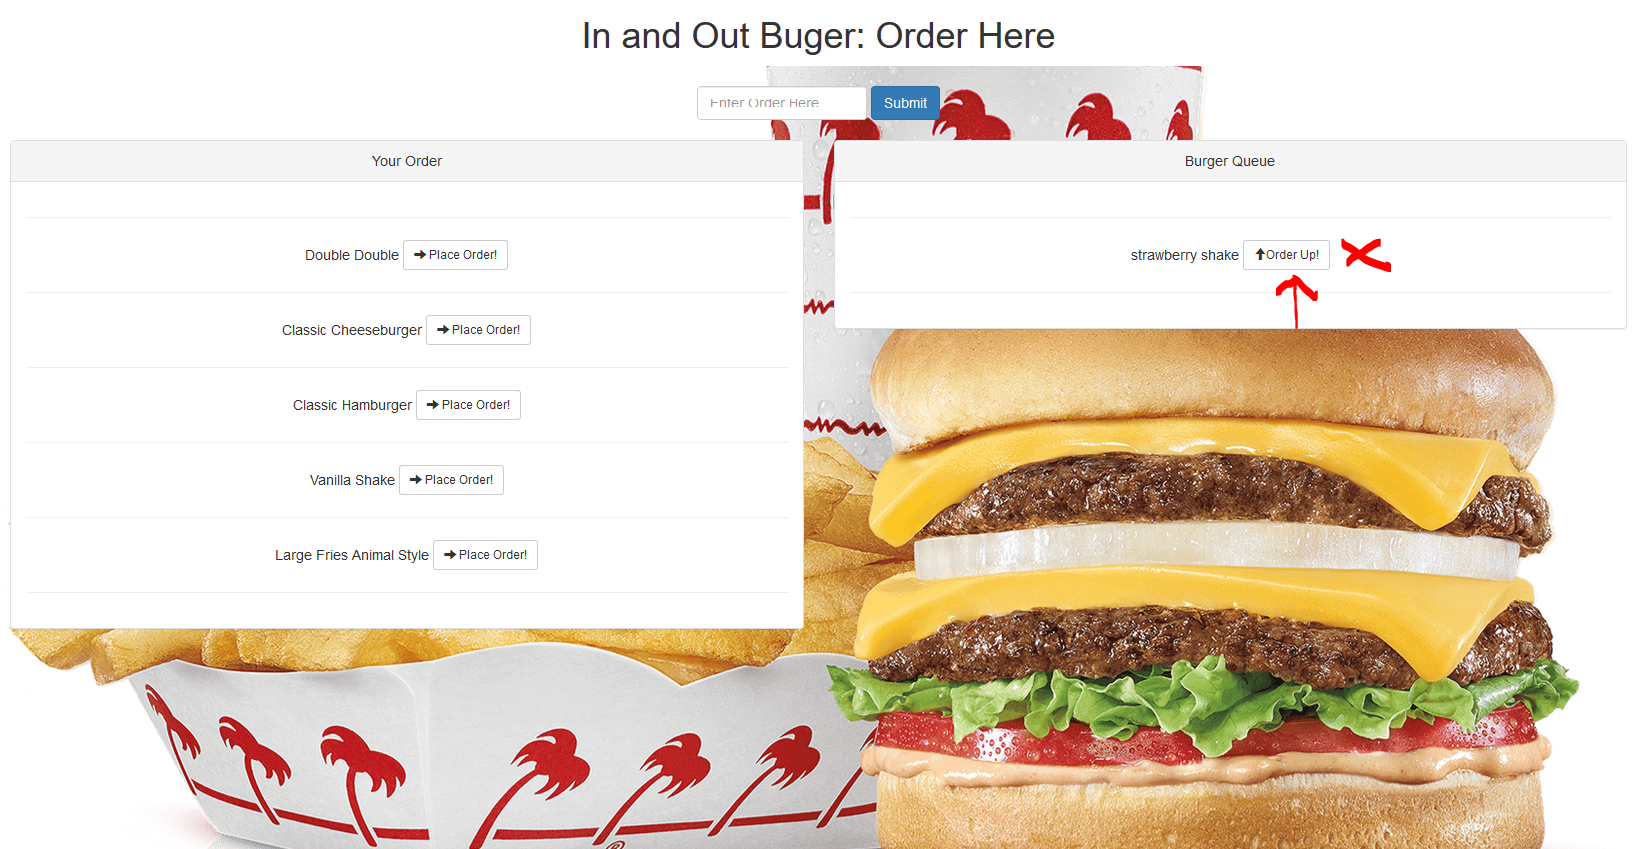 In and Out Buger: Order Here
Enter Order Here Submit
Your Order
Double Double Place Order!
Classic Cheeseburger Place Order!
Classic Hamburger Place Order!
Vanilla Shake Place Order!
Large Fries Animal Style Place Order!
Burger Queue
strawberry shake Order Up!
®